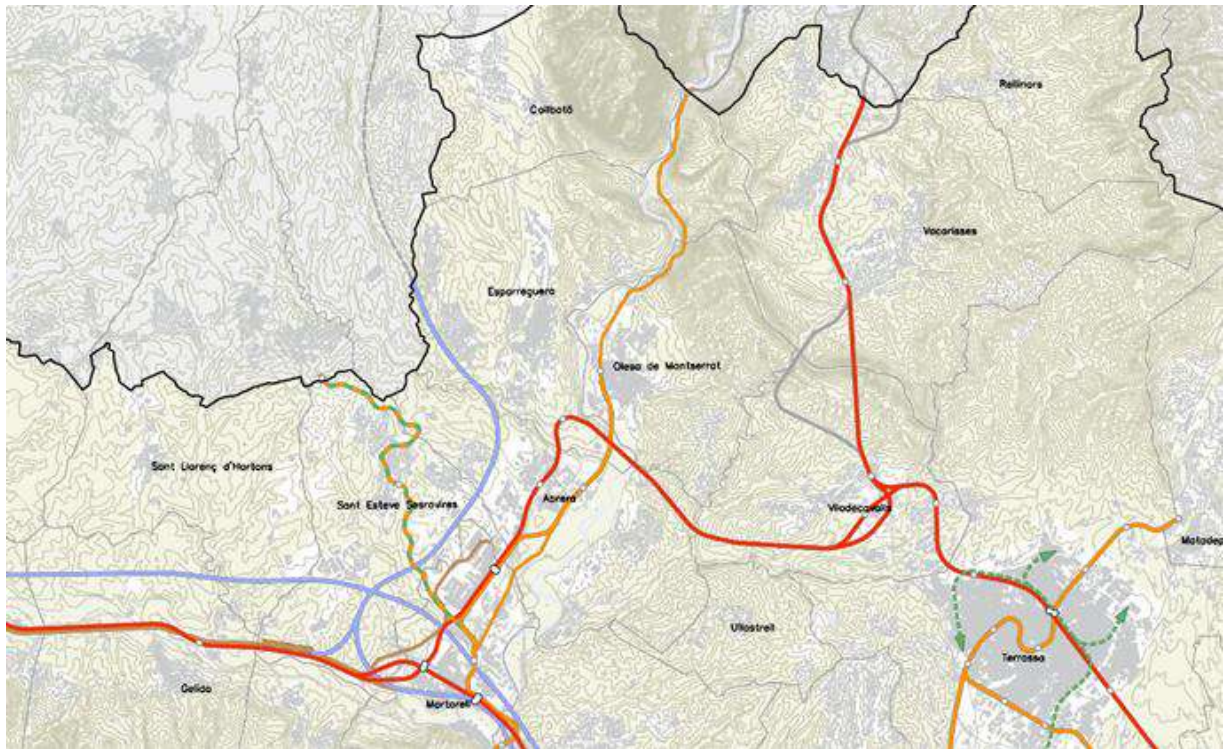 Collbató
Rellinars
Vacarisses
Esparreguera
Olesa de Montserrat
Sant Llorenç d'Hortons
Sant Esteve Sesrovires
Abrera
Viladecavalls
Matadep
Ullastrell
Terrassa
Gelida
Martorell